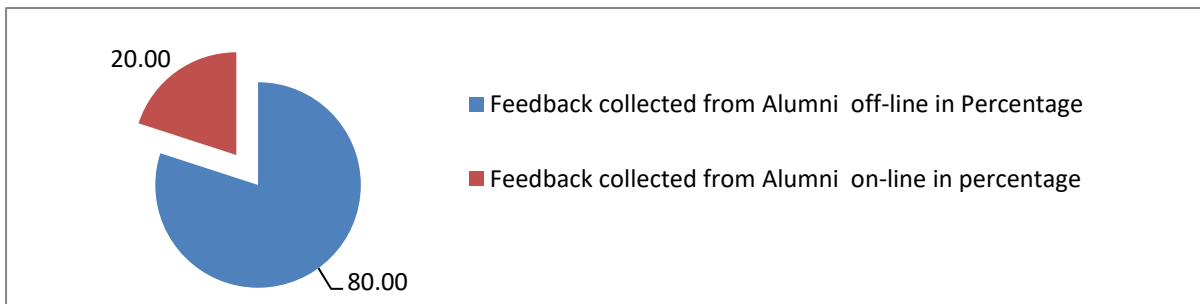 20.00
Feedback collected from Alumni  off-line in Percentage
Feedback collected from Alumni  on-line in percentage
80.00